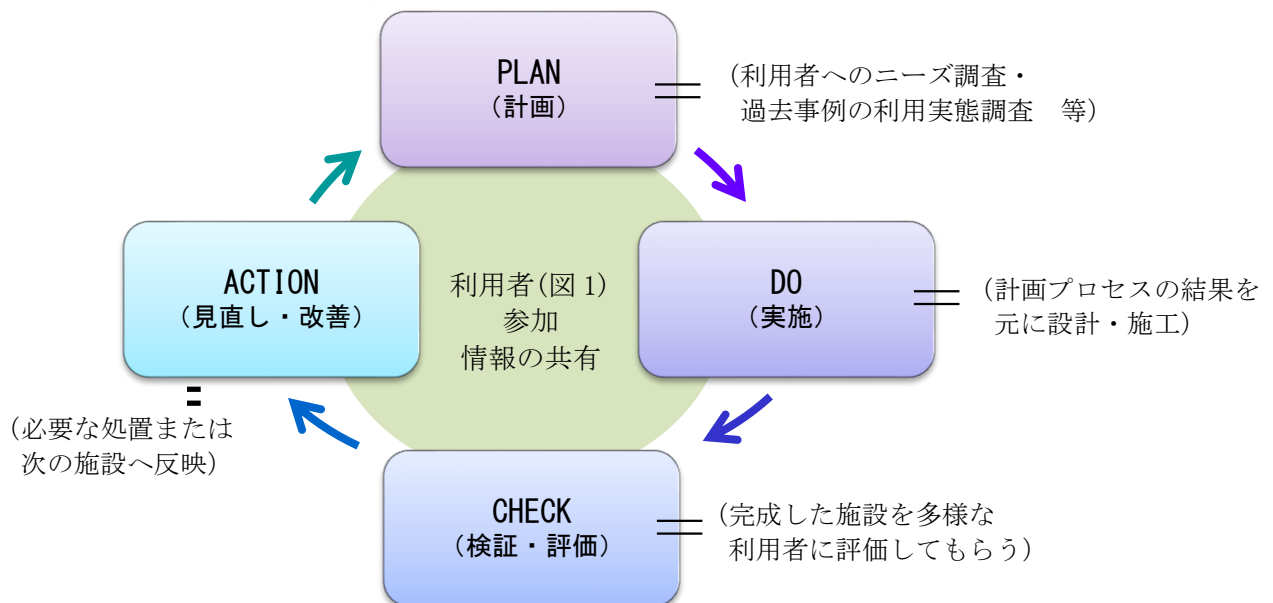 PLAN
(計画)
(利用者へのニーズ調査・
過去事例の利用実態調査　等)
ACTION
(見直し・改善)
利用者(図1)
参加
情報の共有
DO
(実施)
(計画プロセスの結果を
元に設計・施工)
(必要な処置または
次の施設へ反映)
CHECK
(検証・評価)
(完成した施設を多様な
利用者に評価してもらう)